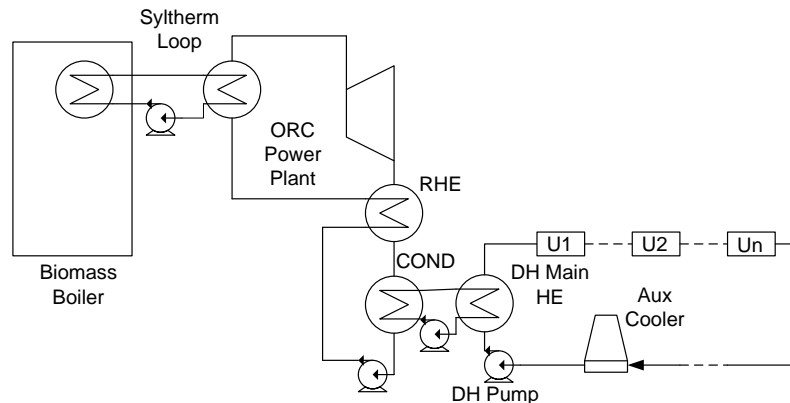 Syltherm
Loop
ORC
Power
Plant
RHE
Biomass
Boiler
COND
DH Main
HE
U1
U2
Un
Aux
Cooler
DH Pump